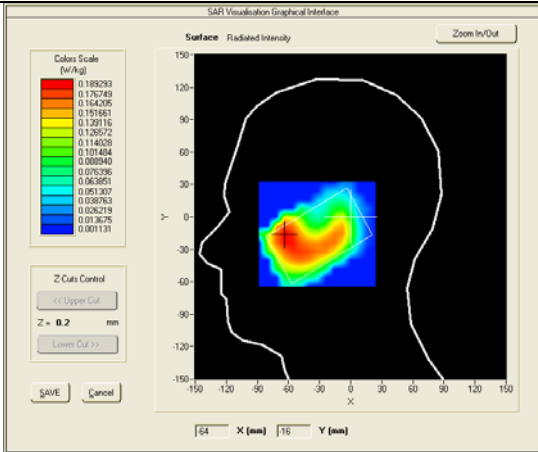 SAR Visualisation Graphical Interface
Surface Radiated Intensity
Zoom In/Out
Colors Scale
(W/kg)
0.189293
0.176749
0.164205
0.151661
0.139116
0.126572
0.114028
0.101484
0.088940
0.076396
0.063851
0.051307
0.038763
0.026219
0.013675
0.001131
Z-Cuts Control
<< Upper Cut
Z = 0.2 mm
Lower Cut >>
SAVE
Cancel
150
120
90
60
30
0
-30
-60
-90
-120
-150
Y
-150 -120 -90 -60 -30 0 30 60 90 120 150
X
-64 X (mm) -16 Y (mm)